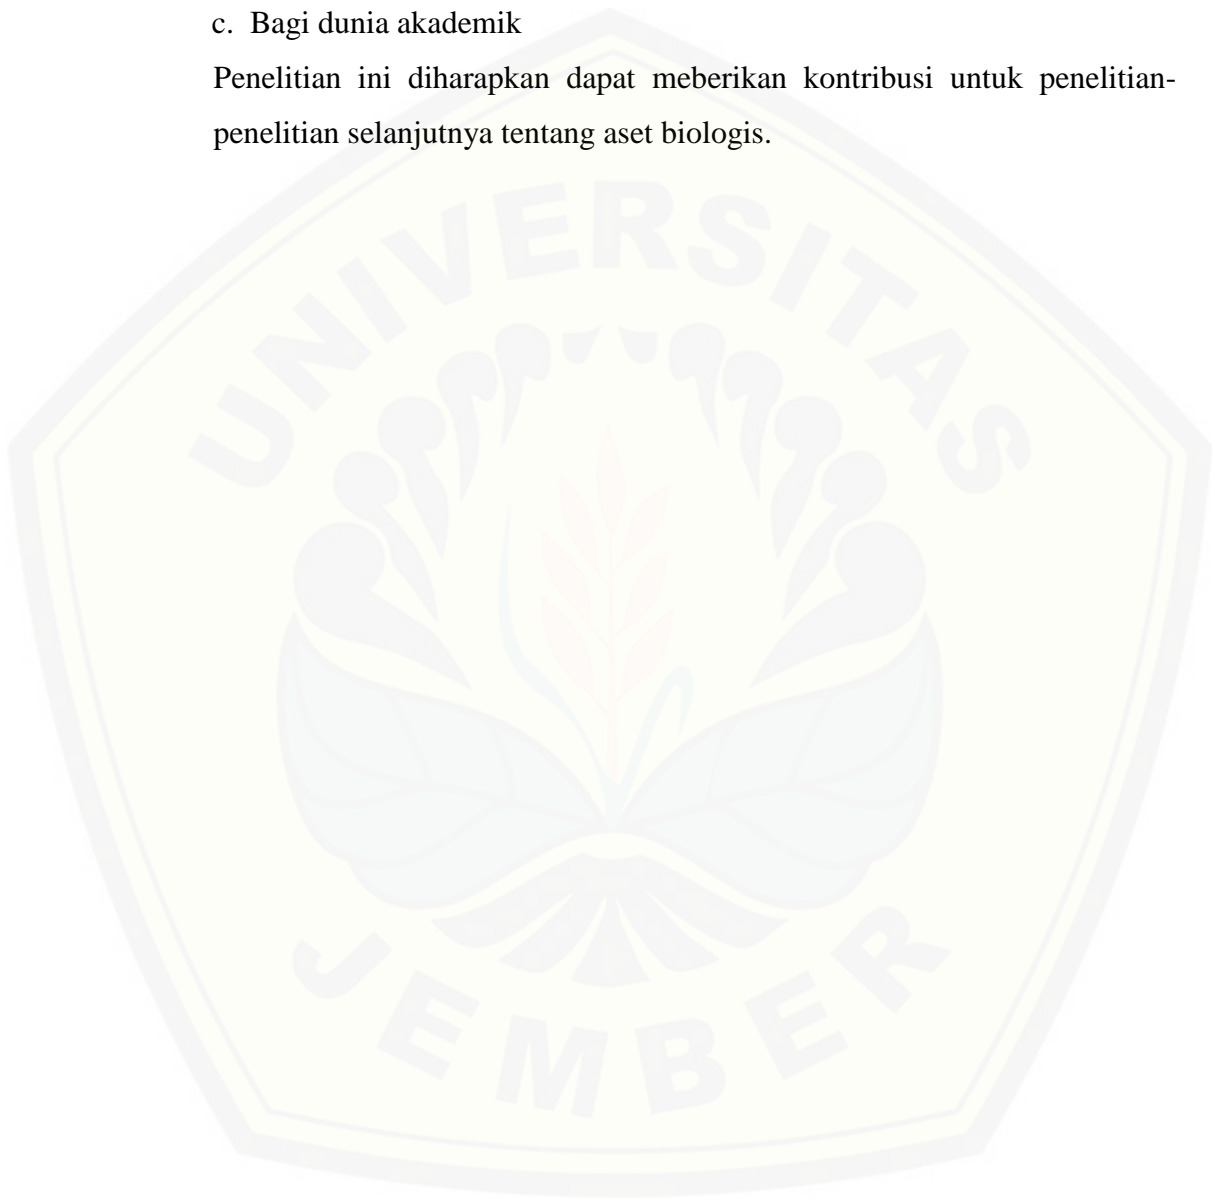 c. Bagi dunia akademik
Penelitian ini diharapkan dapat meberikan kontribusi untuk penelitian-
penelitian selanjutnya tentang aset biologis.
UNIVERSITAS
JEMBER